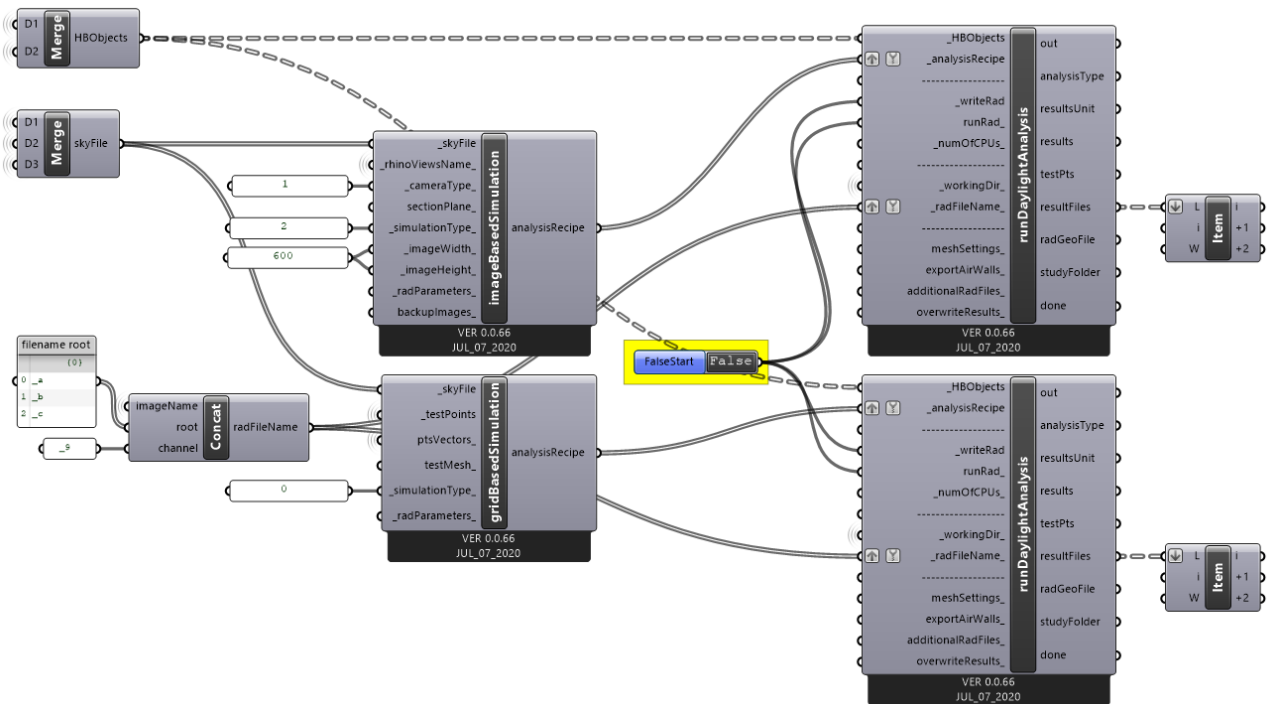 D1
D2
Merge
HBObjects
D1
D2
D3
Merge
skyFile
_skyFile
_rhinoViewsName_
_cameraType_
sectionPlane_
_simulationType_
_imageWidth_
_imageHeight_
_radParameters_
backupImages_
imageBasedSimulation
analysisRecipe
VER 0.0.66
JUL_07_2020
1
2
600
filename root
{0}
0 _a
1 _b
2 _c
_9
imageName
root
channel
Concat
radFileName
0
_skyFile
_testPoints
ptsVectors_
testMesh_
_simulationType_
_radParameters_
gridBasedSimulation
analysisRecipe
VER 0.0.66
JUL_07_2020
FalseStart
False
_HBObjects
_analysisRecipe
--------------------
_writeRad
runRad_
_numOfCPUs_
--------------------
_workingDir_
_radFileName_
--------------------
meshSettings_
exportAirWalls_
additionalRadFiles_
overwriteResults_
runDaylightAnalysis
out
analysisType
resultsUnit
results
testPts
resultFiles
radGeoFile
studyFolder
done
VER 0.0.66
JUL_07_2020
L
i
W
Item
i
+1
+2
_HBObjects
_analysisRecipe
--------------------
_writeRad
runRad_
_numOfCPUs_
--------------------
_workingDir_
_radFileName_
--------------------
meshSettings_
exportAirWalls_
additionalRadFiles_
overwriteResults_
runDaylightAnalysis
out
analysisType
resultsUnit
results
testPts
resultFiles
radGeoFile
studyFolder
done
VER 0.0.66
JUL_07_2020
L
i
W
Item
i
+1
+2